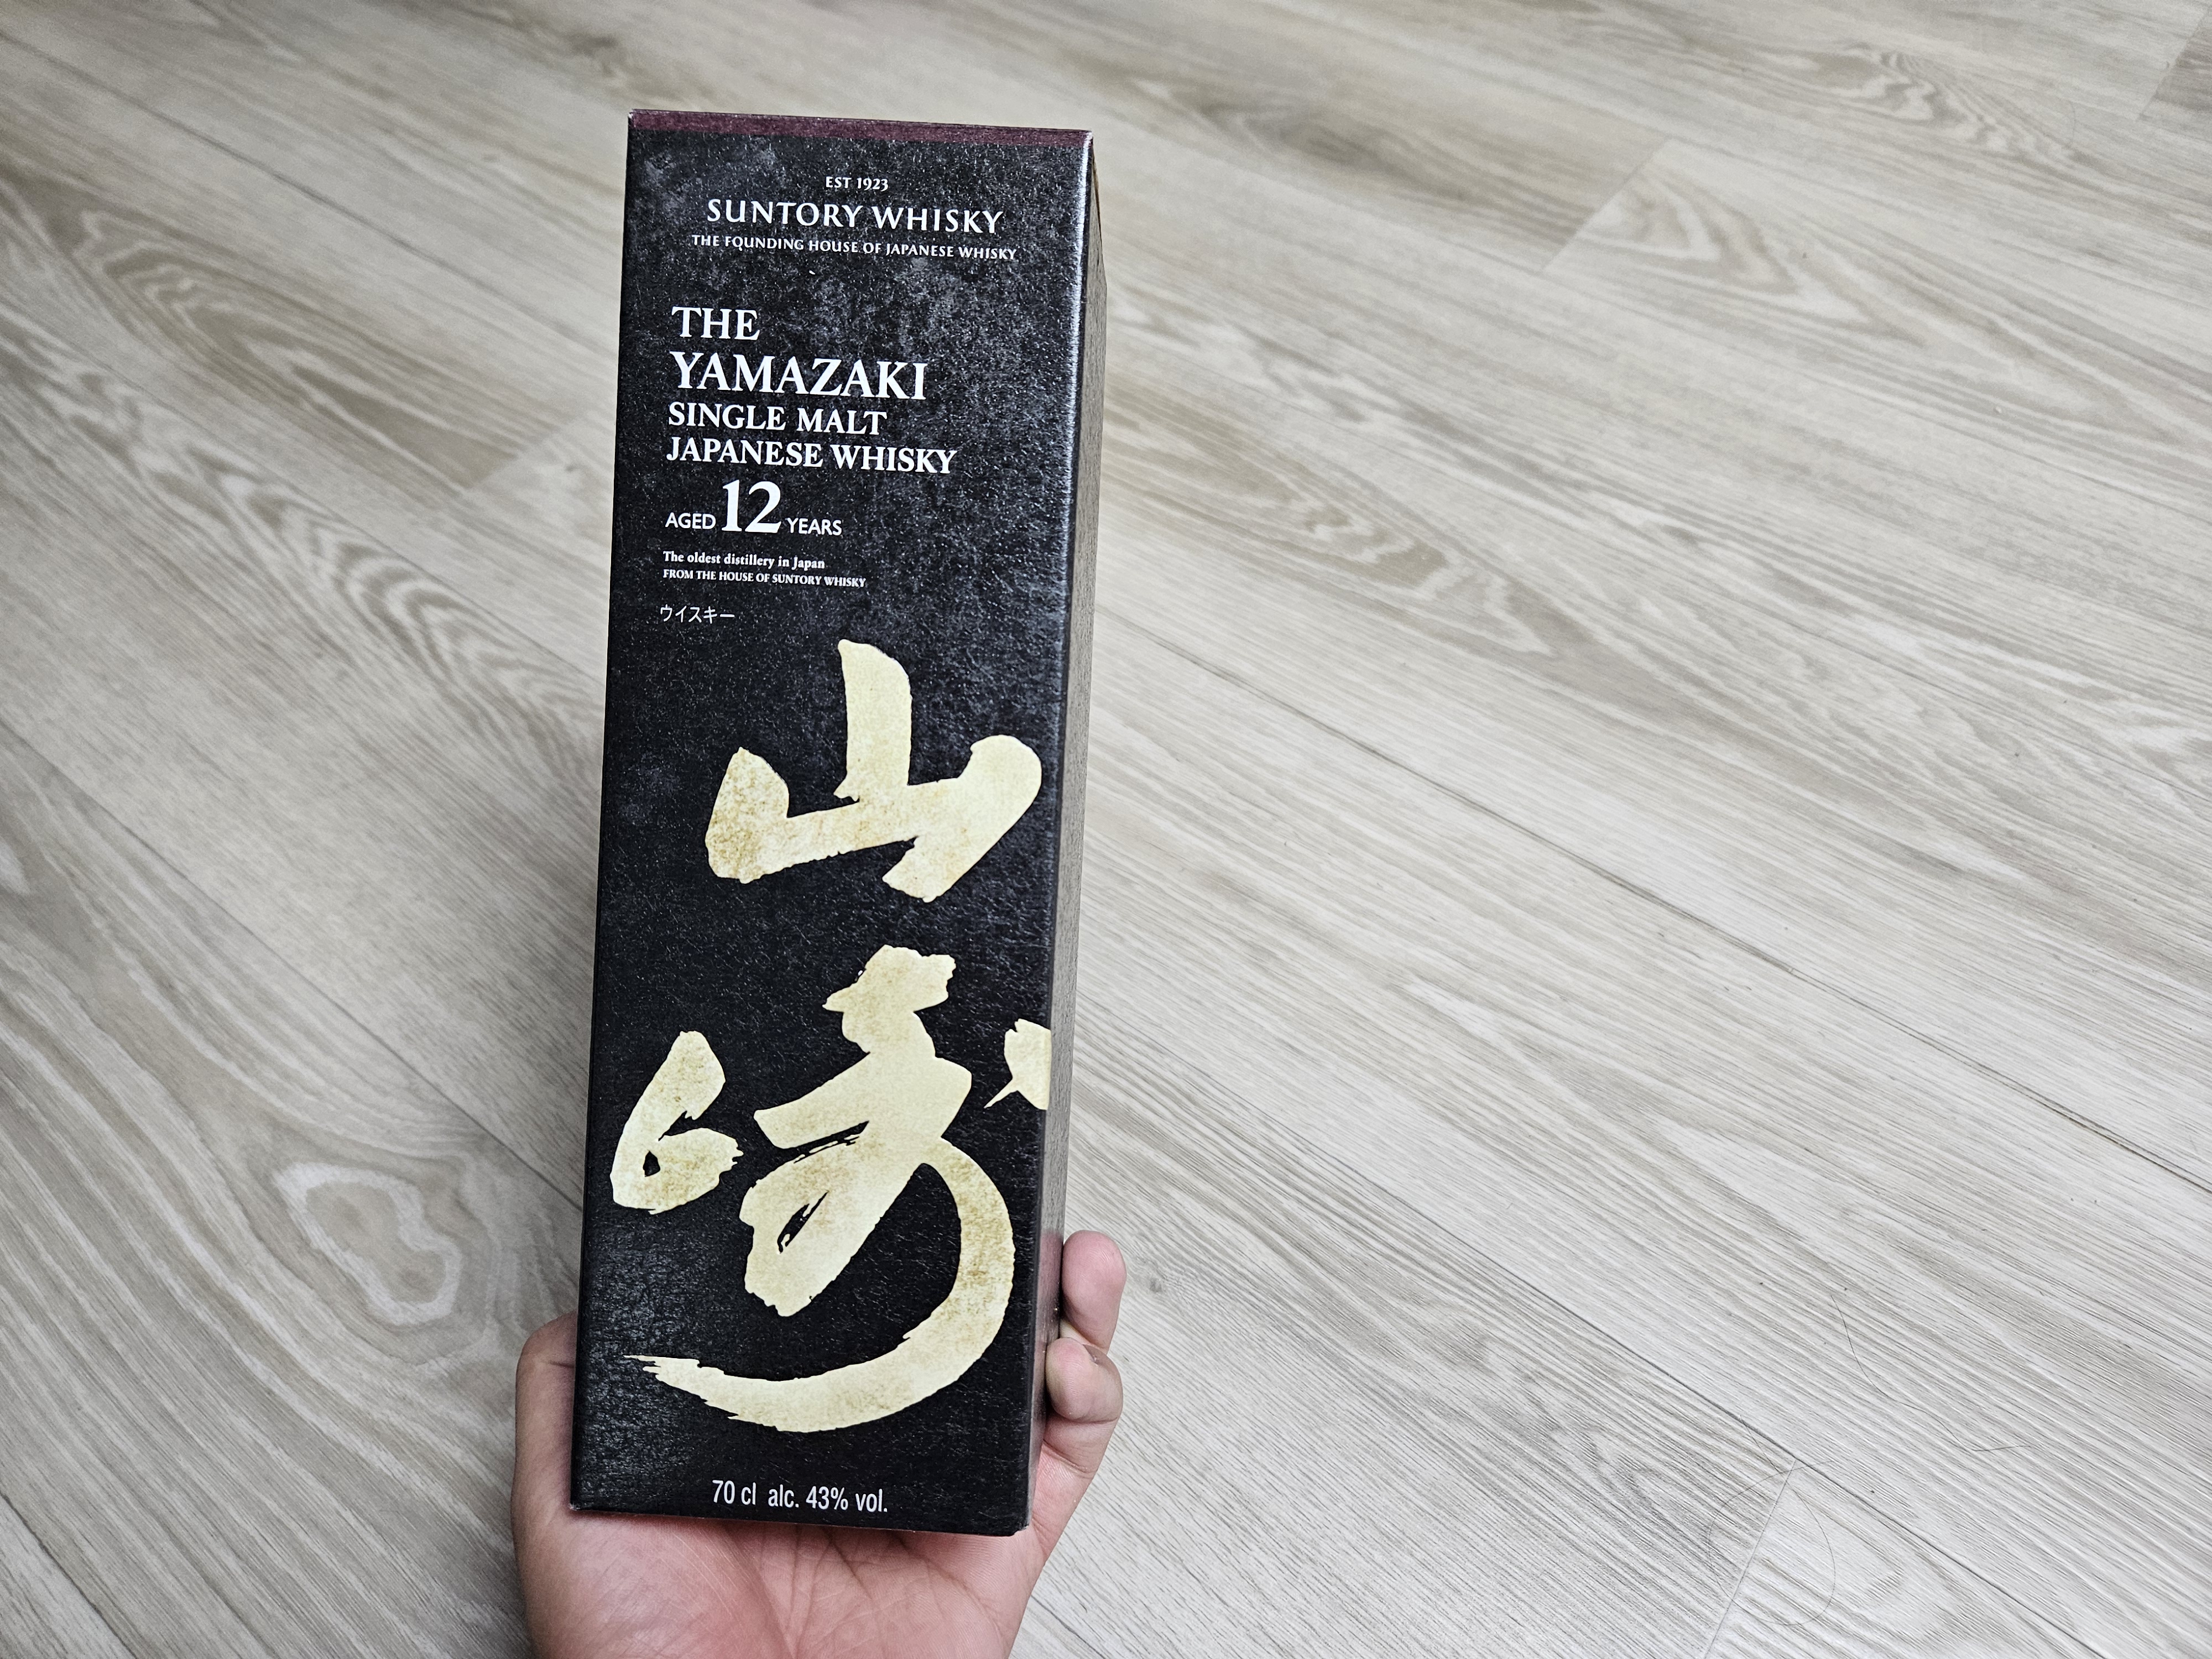 EST 1923
SUNTORY WHISKY
THE FOUNDING HOUSE OF JAPANESE WHISKY
THE
YAMAZAKI
SINGLE MALT
JAPANESE WHISKY
AGED 12 YEARS
The oldest distillery in Japan
FROM THE HOUSE OF SUNTORY WHISKY
ウイスキー
山
崎
70 cl alc. 43% vol.